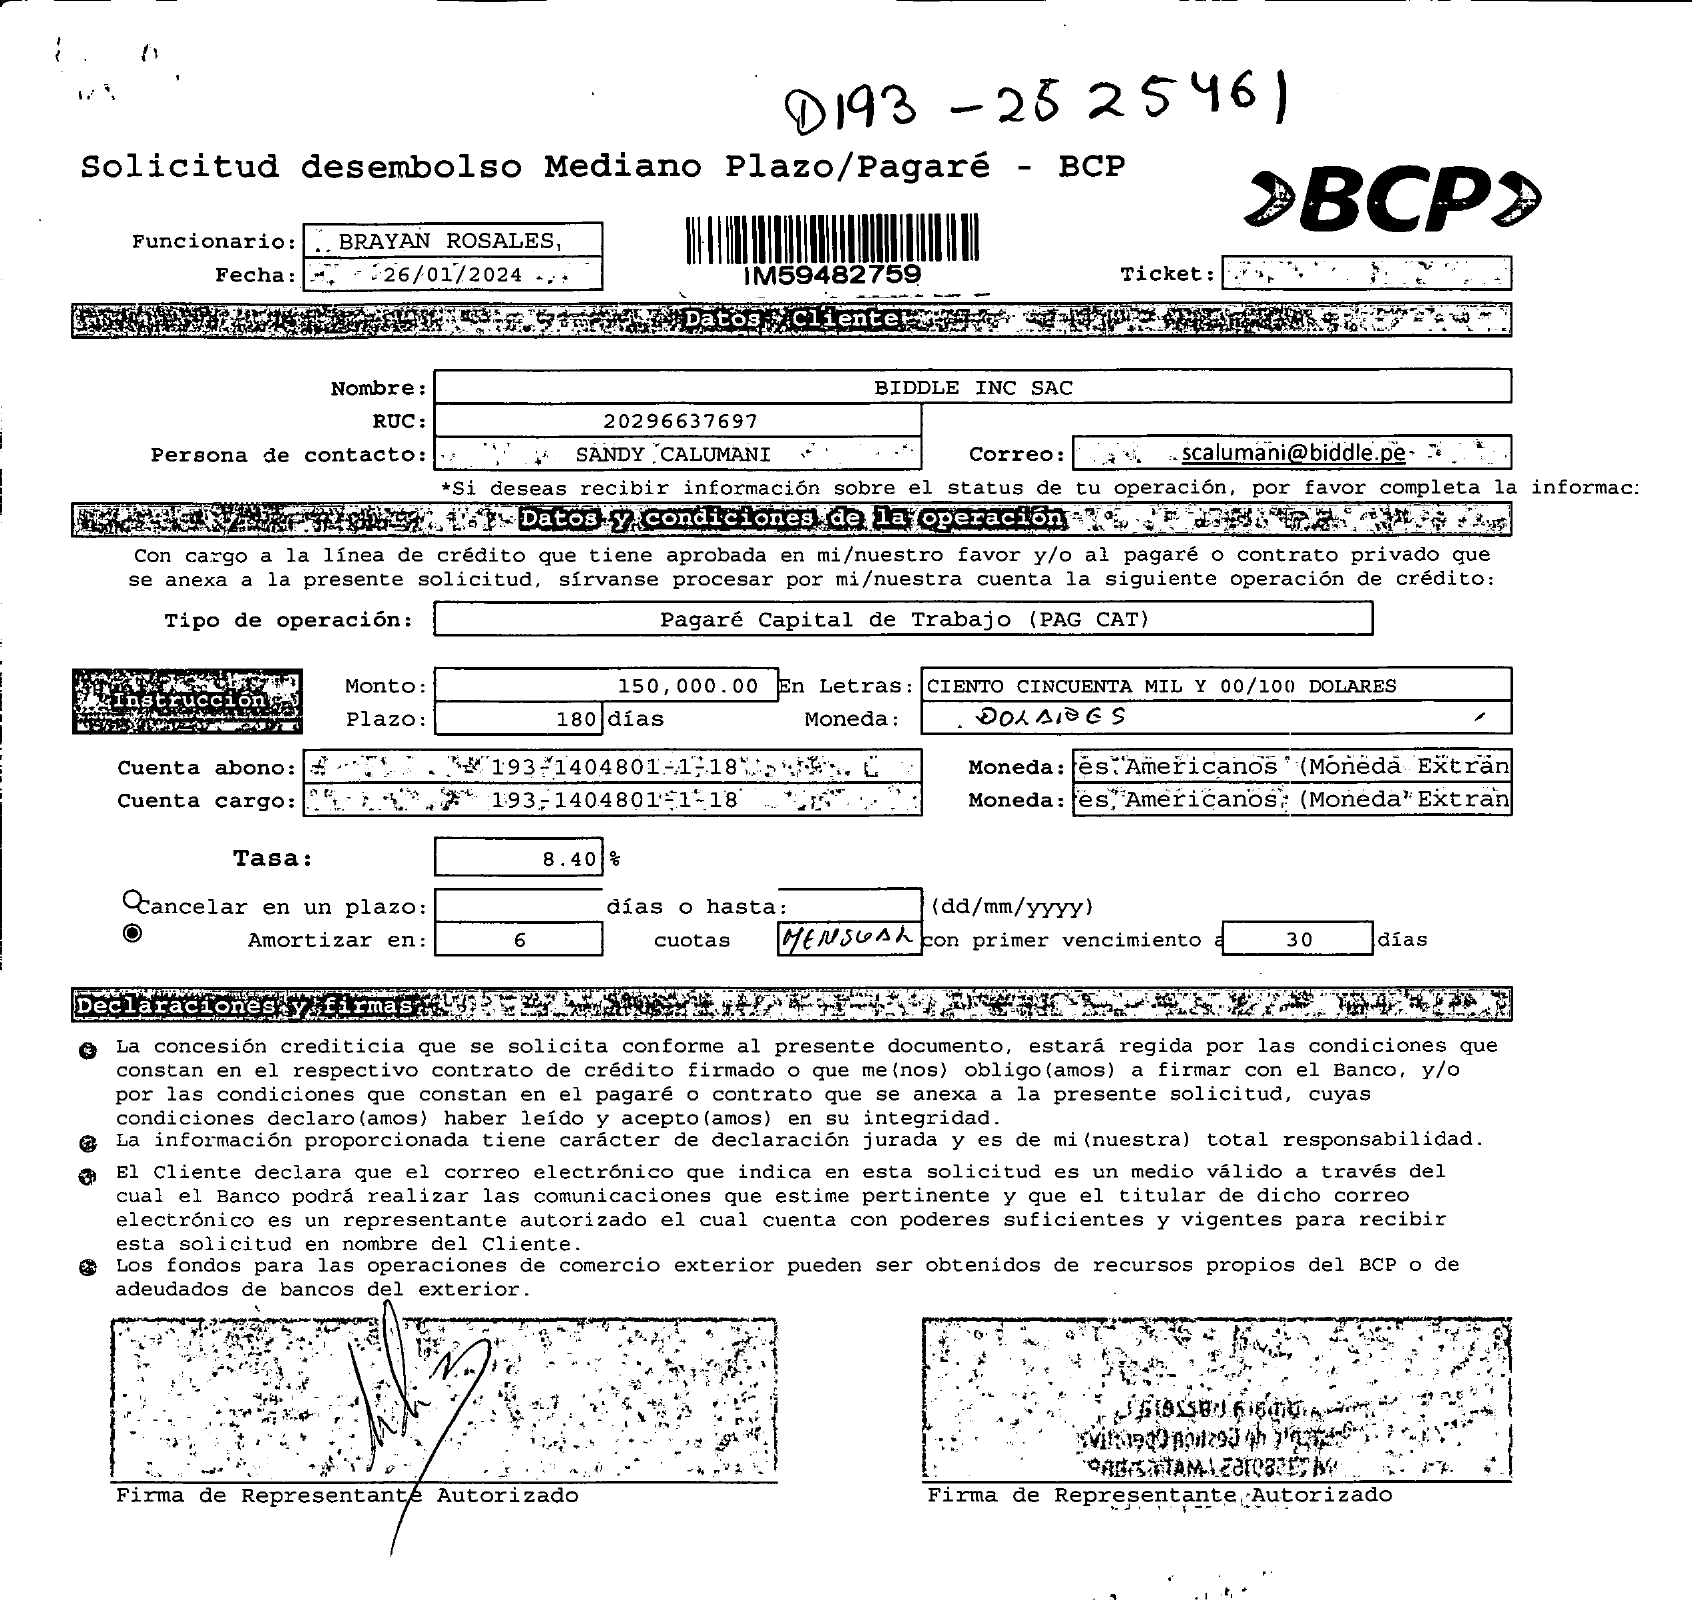 D193 - 2525461
Solicitud desembolso Mediano Plazo/Pagaré - BCP
BCP
Funcionario: BRAYAN ROSALES,
Fecha: 26/01/2024
IM59482759
Ticket:
Datos Cliente
Nombre: BIDDLE INC SAC
RUC: 20296637697
Persona de contacto: SANDY CALUMANI Correo: scalumani@biddle.pe
*Si deseas recibir información sobre el status de tu operación, por favor completa la informac:
Datos y condiciones de la operación
Con cargo a la línea de crédito que tiene aprobada en mi/nuestro favor y/o al pagaré o contrato privado que
se anexa a la presente solicitud, sírvanse procesar por mi/nuestra cuenta la siguiente operación de crédito:
Tipo de operación: Pagaré Capital de Trabajo (PAG CAT)
Instrucción
Monto: 150,000.00 En Letras: CIENTO CINCUENTA MIL Y 00/100 DOLARES
Plazo: 180 días Moneda: DOLARES
Cuenta abono: 193-1404801-1-18 Moneda: es Americanos (Moneda Extran
Cuenta cargo: 193-1404801-1-18 Moneda: es Americanos (Moneda Extran
Tasa: 8.40 %
Cancelar en un plazo: días o hasta: (dd/mm/yyyy)
Amortizar en: 6 cuotas MENSUAL con primer vencimiento a 30 días
Declaraciones y firmas
La concesión crediticia que se solicita conforme al presente documento, estará regida por las condiciones que
constan en el respectivo contrato de crédito firmado o que me(nos) obligo(amos) a firmar con el Banco, y/o
por las condiciones que constan en el pagaré o contrato que se anexa a la presente solicitud, cuyas
condiciones declaro(amos) haber leído y acepto(amos) en su integridad.
La información proporcionada tiene carácter de declaración jurada y es de mi(nuestra) total responsabilidad.
El Cliente declara que el correo electrónico que indica en esta solicitud es un medio válido a través del
cual el Banco podrá realizar las comunicaciones que estime pertinente y que el titular de dicho correo
electrónico es un representante autorizado el cual cuenta con poderes suficientes y vigentes para recibir
esta solicitud en nombre del Cliente.
Los fondos para las operaciones de comercio exterior pueden ser obtenidos de recursos propios del BCP o de
adeudados de bancos del exterior.
Firma de Representante Autorizado Firma de Representante Autorizado